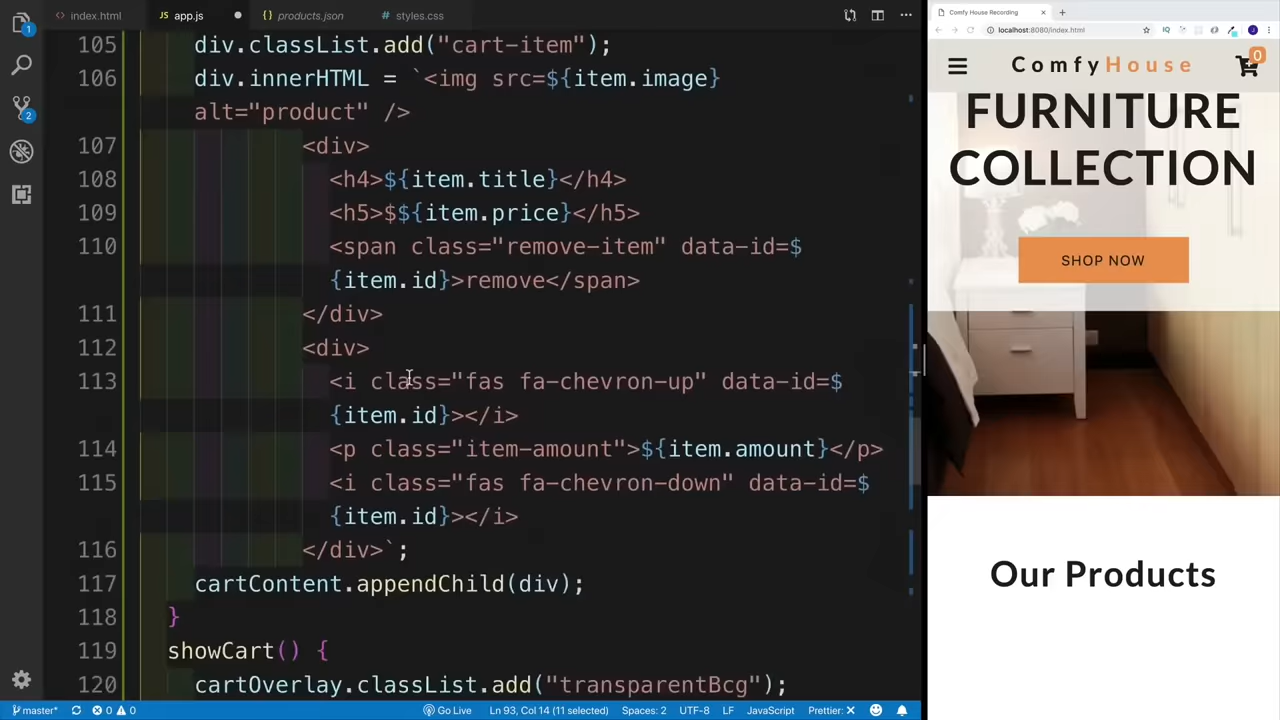 index.html
JS app.js
{} products.json
# styles.css
105 div.classList.add("cart-item");
106 div.innerHTML = `<img src=${item.image}
alt="product" />
107 <div>
108 <h4>${item.title}</h4>
109 <h5>$${item.price}</h5>
110 <span class="remove-item" data-id=$
{item.id}>remove</span>
111 </div>
112 <div>
113 <i class="fas fa-chevron-up" data-id=$
{item.id}></i>
114 <p class="item-amount">${item.amount}</p>
115 <i class="fas fa-chevron-down" data-id=$
{item.id}></i>
116 </div>`;
117 cartContent.appendChild(div);
118 }
119 showCart() {
120 cartOverlay.classList.add("transparentBcg");
1
2
master* 0 0 Go Live Ln 93, Col 14 (11 selected) Spaces: 2 UTF-8 LF JavaScript Prettier: ✕
Comfy House Recording
localhost:8080/index.html
ComfyHouse
0
FURNITURE
COLLECTION
SHOP NOW
Our Products